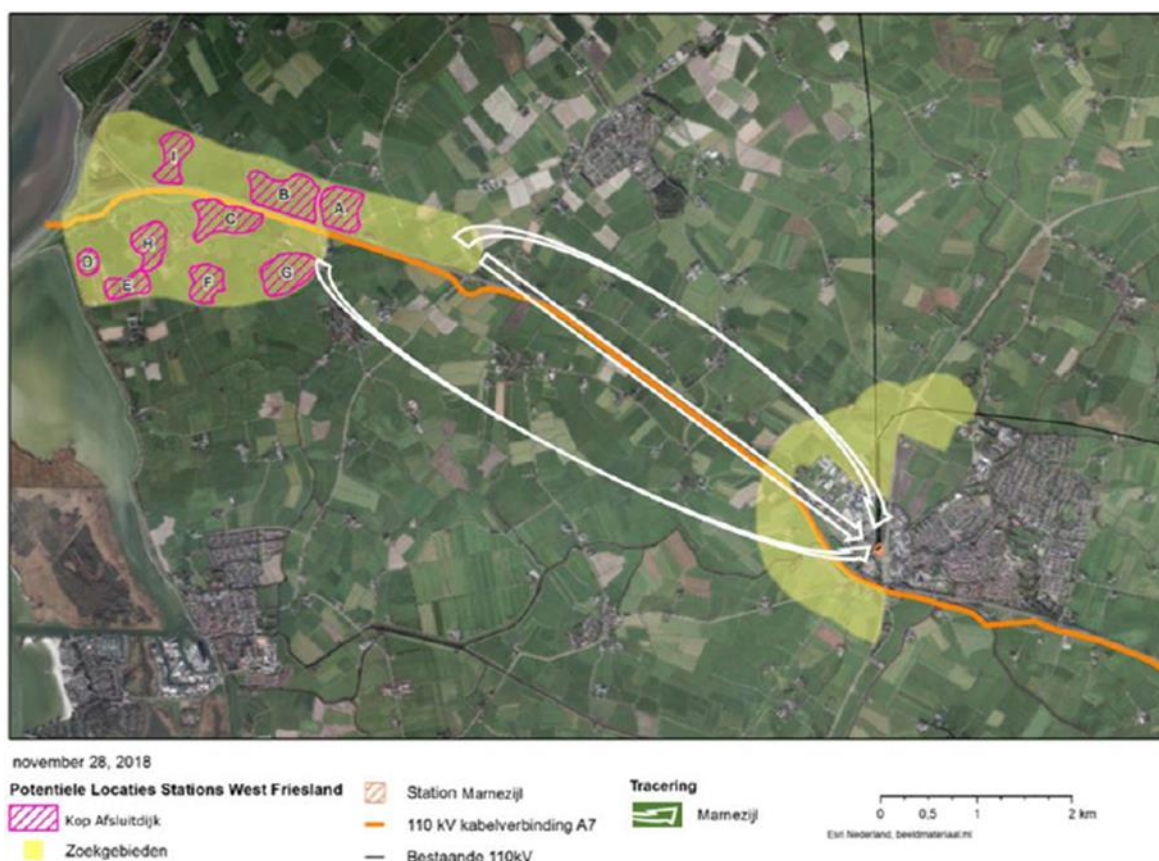 I
B
A
C
H
D
E
F
G
november 28, 2018
Potentiele Locaties Stations West Friesland
Kop Afsluitdijk
Zoekgebieden
Station Marnezijl
110 kV kabelverbinding A7
Bestaande 110kV
Tracering
Marnezijl
0 0.5 1 2 km
Esri Nederland, beeldmateriaal.nl